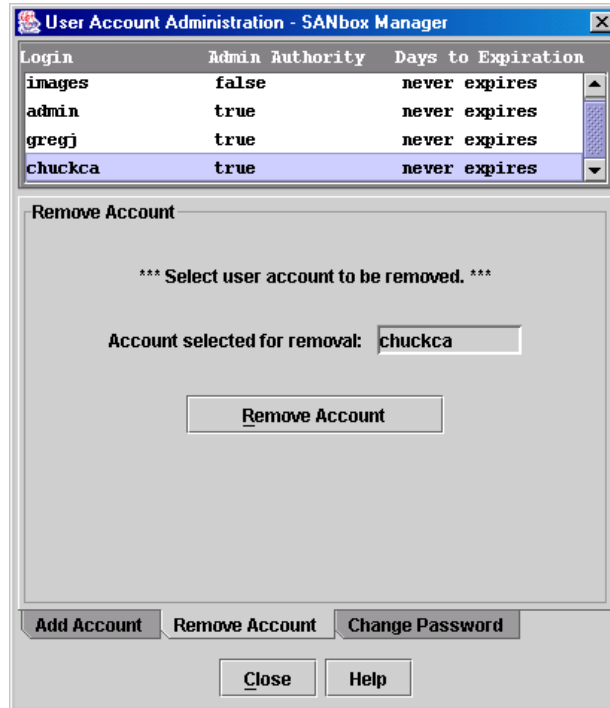 User Account Administration - SANbox Manager
Login Admin Authority Days to Expiration
images false never expires
admin true never expires
gregj true never expires
chuckca true never expires
Remove Account
*** Select user account to be removed. ***
Account selected for removal: chuckca
Remove Account
Add Account Remove Account Change Password
Close Help